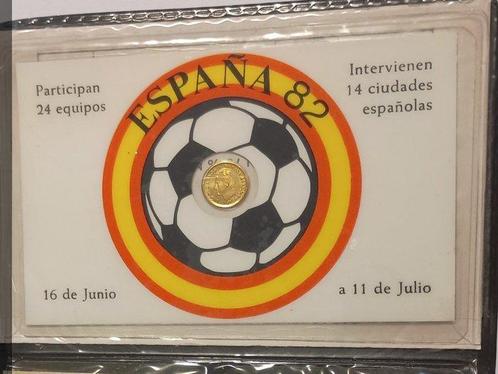 ESPAÑA 82
Participan
24 equipos
Intervienen
14 ciudades
españolas
16 de Junio
a 11 de Julio